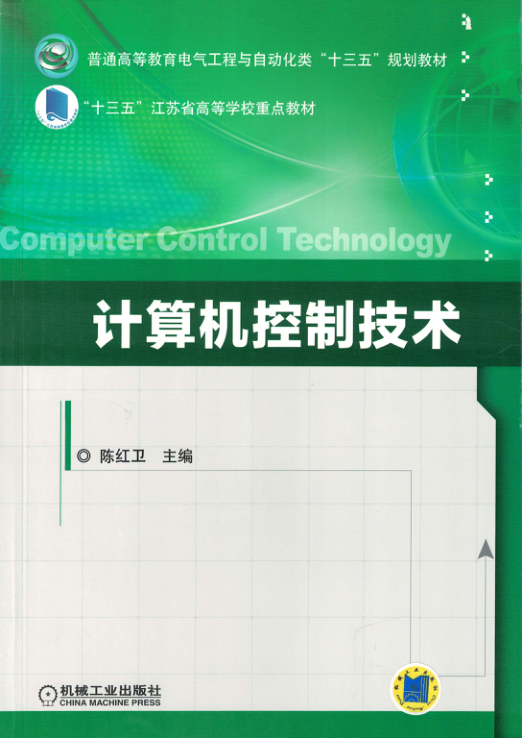 普通高等教育电气工程与自动化类“十三五”规划教材
“十三五”江苏省高等学校重点教材
Computer Control Technology
计算机控制技术
◎ 陈红卫 主编
机械工业出版社
CHINA MACHINE PRESS